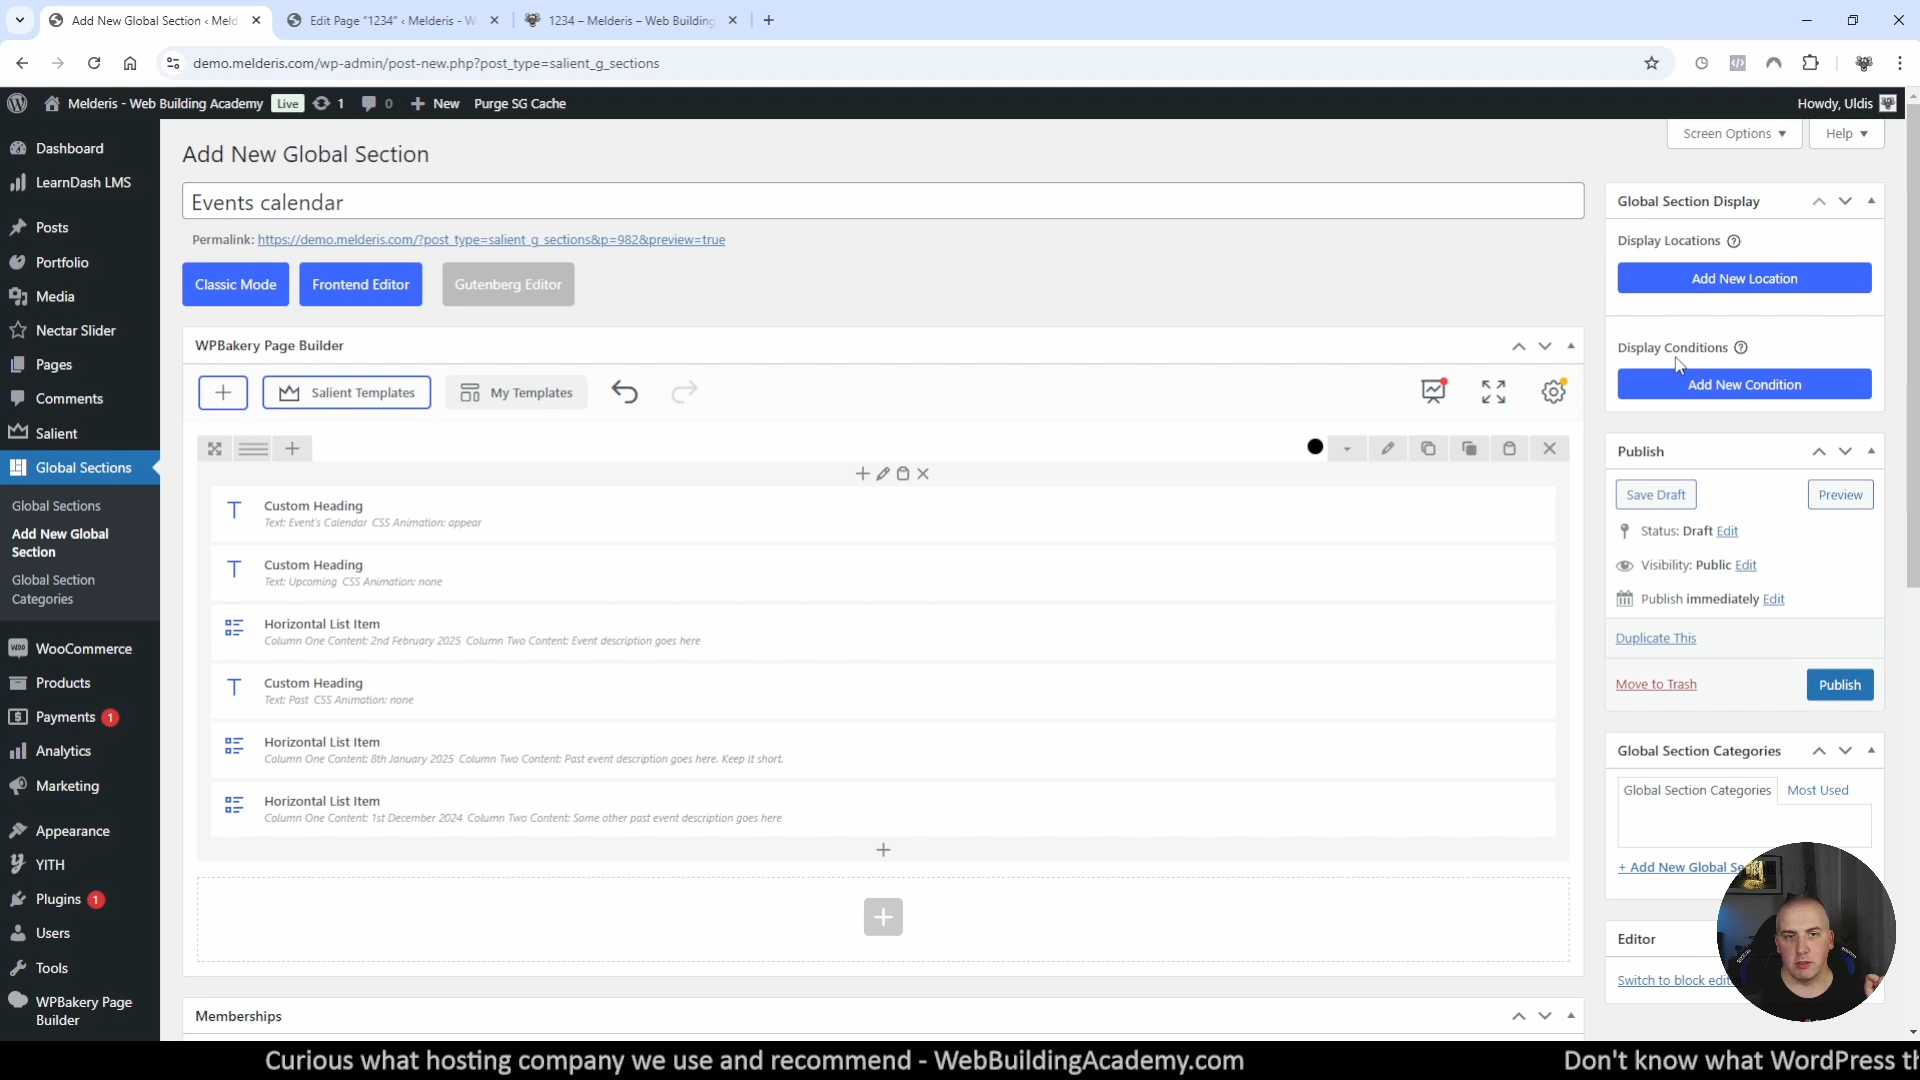 Add New Global Section ‹ Meld
Edit Page "1234" ‹ Melderis - W
1234 – Melderis – Web Building
demo.melderis.com/wp-admin/post-new.php?post_type=salient_g_sections
Melderis - Web Building Academy
Live
1
0
New
Purge SG Cache
Howdy, Uldis
Screen Options
Help
Dashboard
LearnDash LMS
Posts
Portfolio
Media
Nectar Slider
Pages
Comments
Salient
Global Sections
Global Sections
Add New Global
Section
Global Section
Categories
WooCommerce
Products
Payments 1
Analytics
Marketing
Appearance
YITH
Plugins 1
Users
Tools
WPBakery Page
Builder
Add New Global Section
Events calendar
Permalink: https://demo.melderis.com/?post_type=salient_g_sections&p=982&preview=true
Classic Mode
Frontend Editor
Gutenberg Editor
WPBakery Page Builder
Salient Templates
My Templates
Custom Heading
Text: Event's Calendar CSS Animation: appear
Custom Heading
Text: Upcoming CSS Animation: none
Horizontal List Item
Column One Content: 2nd February 2025 Column Two Content: Event description goes here
Custom Heading
Text: Past CSS Animation: none
Horizontal List Item
Column One Content: 8th January 2025 Column Two Content: Past event description goes here. Keep it short.
Horizontal List Item
Column One Content: 1st December 2024 Column Two Content: Some other past event description goes here
Memberships
Global Section Display
Display Locations
Add New Location
Display Conditions
Add New Condition
Publish
Save Draft
Preview
Status: Draft Edit
Visibility: Public Edit
Publish immediately Edit
Duplicate This
Move to Trash
Publish
Global Section Categories
Global Section Categories
Most Used
+ Add New Global Se
Editor
Switch to block edit
Curious what hosting company we use and recommend - WebBuildingAcademy.com
Don't know what WordPress th